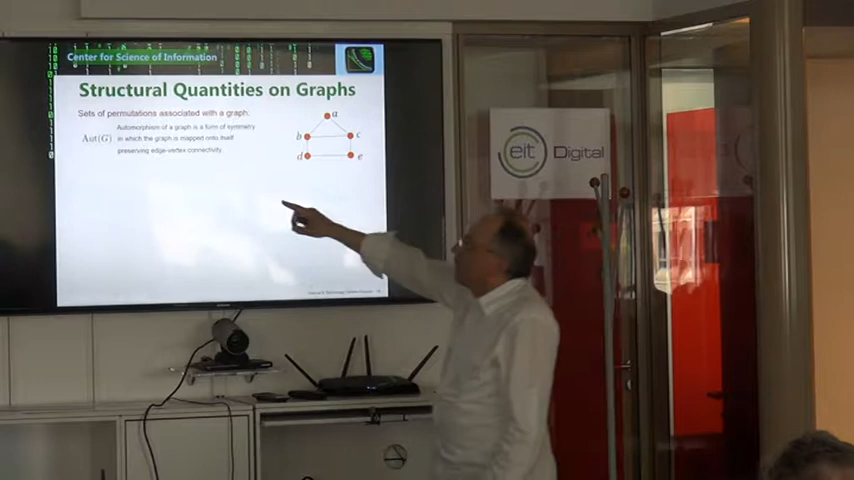 Center for Science of Information
Structural Quantities on Graphs
Sets of permutations associated with a graph:
Aut(G)
Automorphism of a graph is a form of symmetry
in which the graph is mapped onto itself
preserving edge-vertex connectivity.
a
b
c
d
e
eit Digital